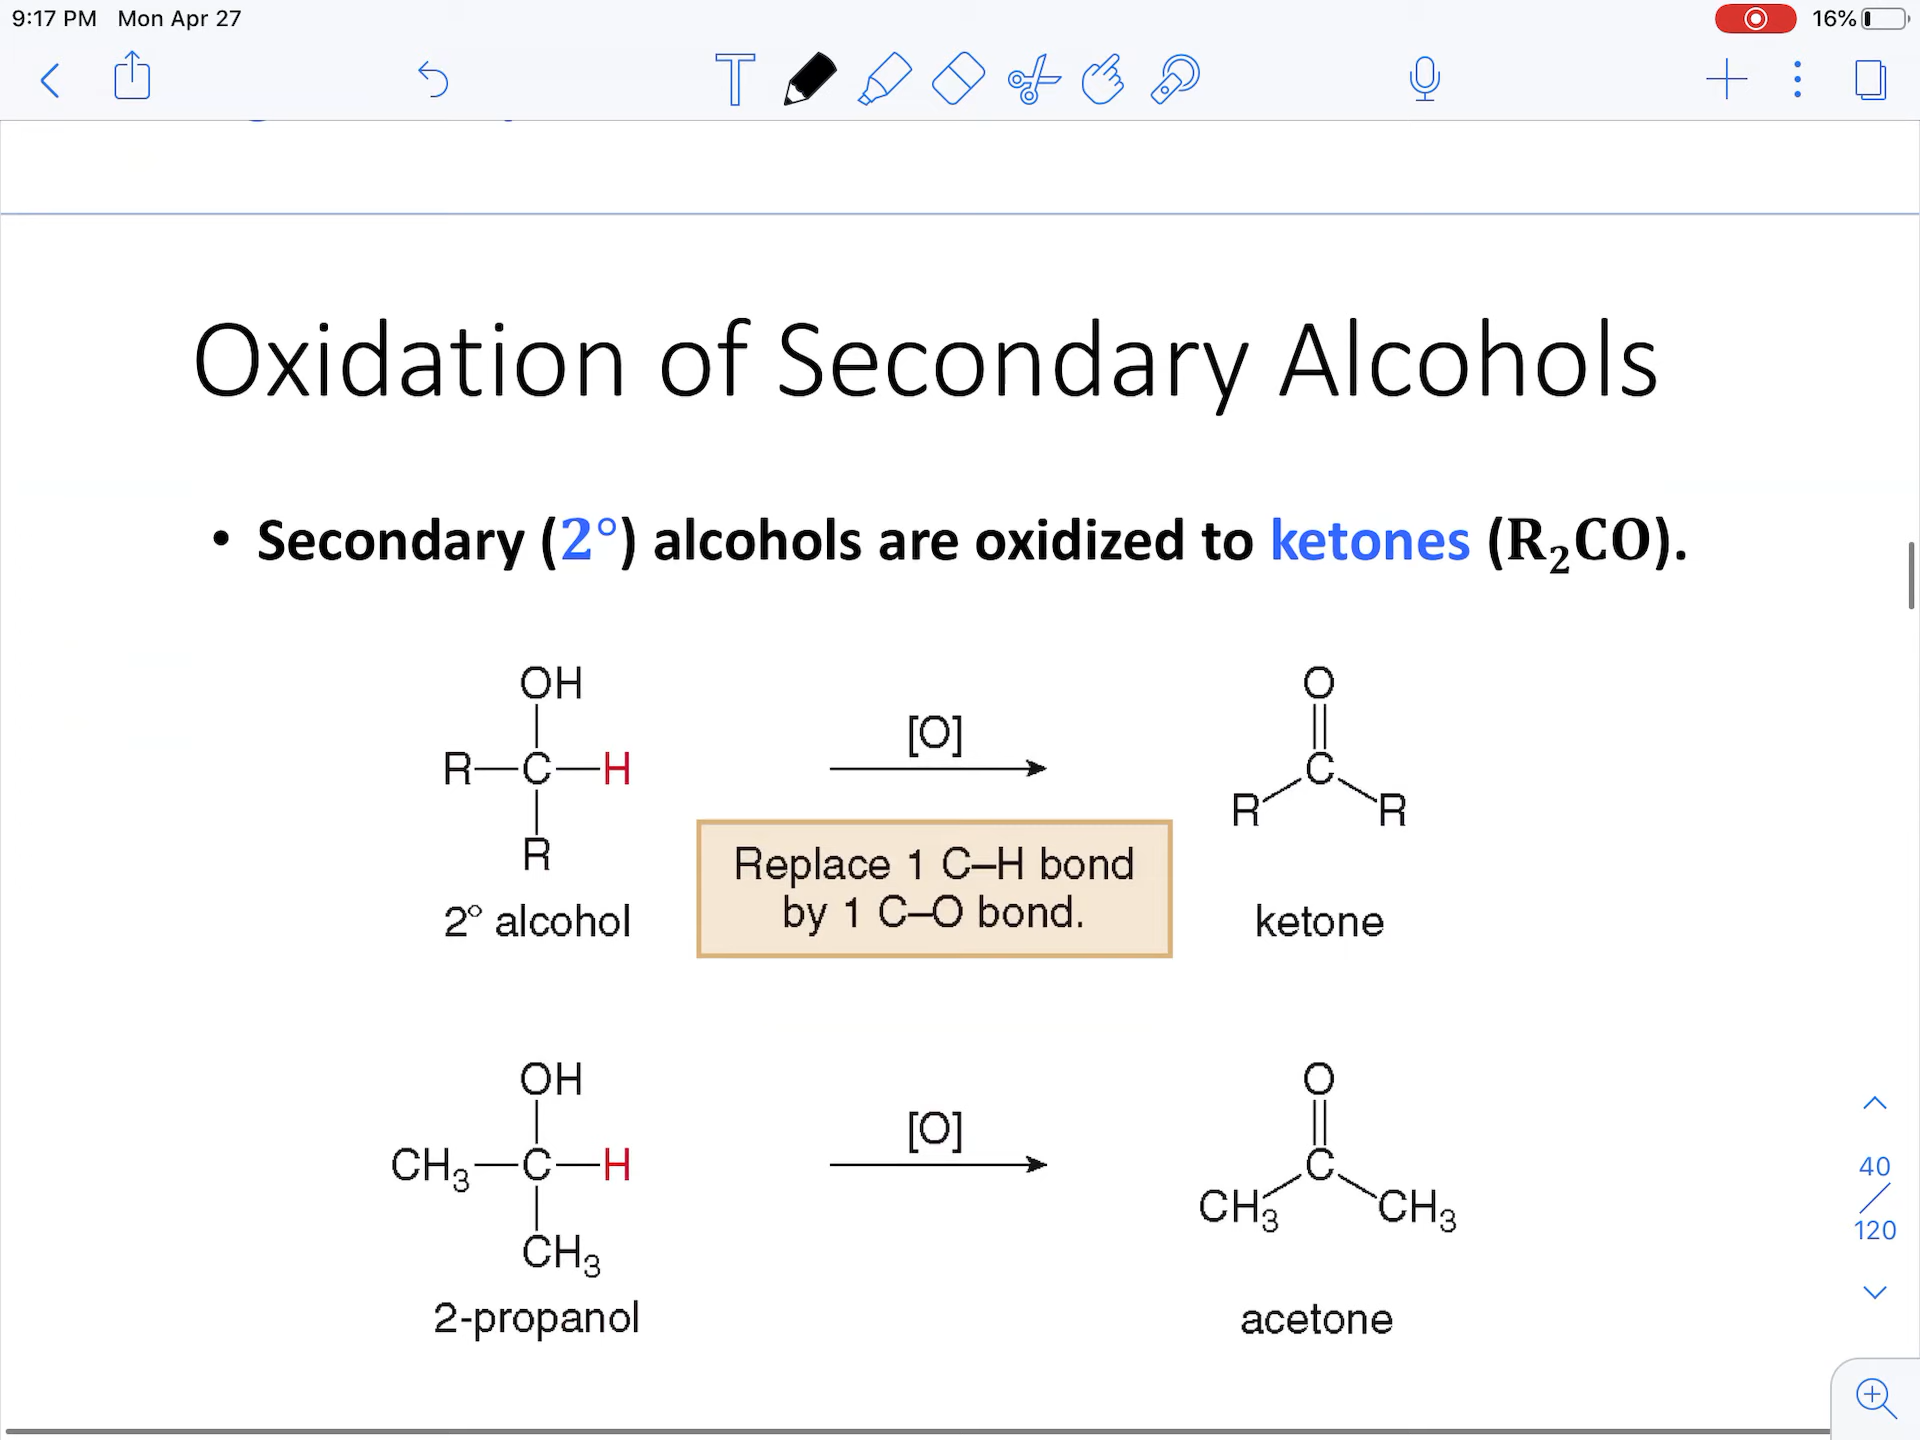 9:17 PM Mon Apr 27
16%
T
Oxidation of Secondary Alcohols
• Secondary (2°) alcohols are oxidized to ketones (R₂CO).
OH
[O]
O
R—C—H
C
R
R
R
Replace 1 C–H bond
by 1 C–O bond.
2° alcohol
ketone
OH
[O]
O
CH₃—C—H
C
CH₃
CH₃
CH₃
2-propanol
acetone
40
/
120